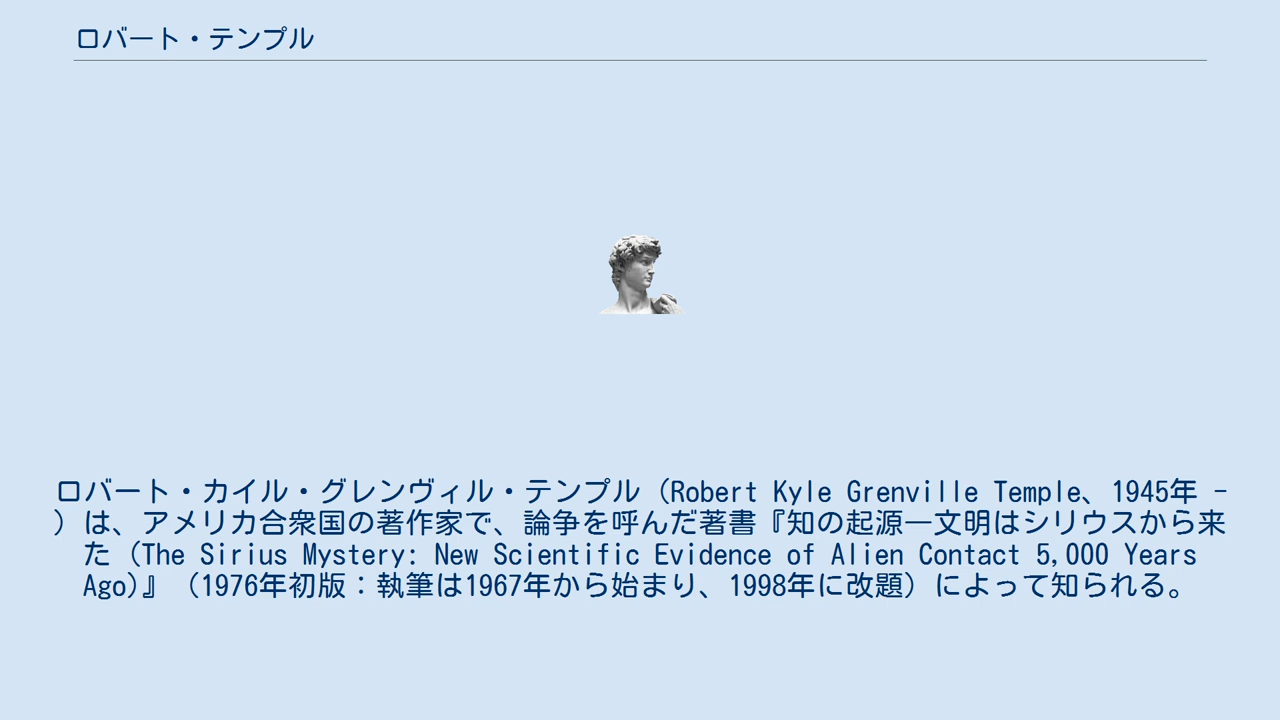 ロバート・テンプル
ロバート・カイル・グレンヴィル・テンプル（Robert Kyle Grenville Temple、1945年 -
）は、アメリカ合衆国の著作家で、論争を呼んだ著書『知の起源―文明はシリウスから来
た（The Sirius Mystery: New Scientific Evidence of Alien Contact 5,000 Years
Ago)』（1976年初版：執筆は1967年から始まり、1998年に改題）によって知られる。